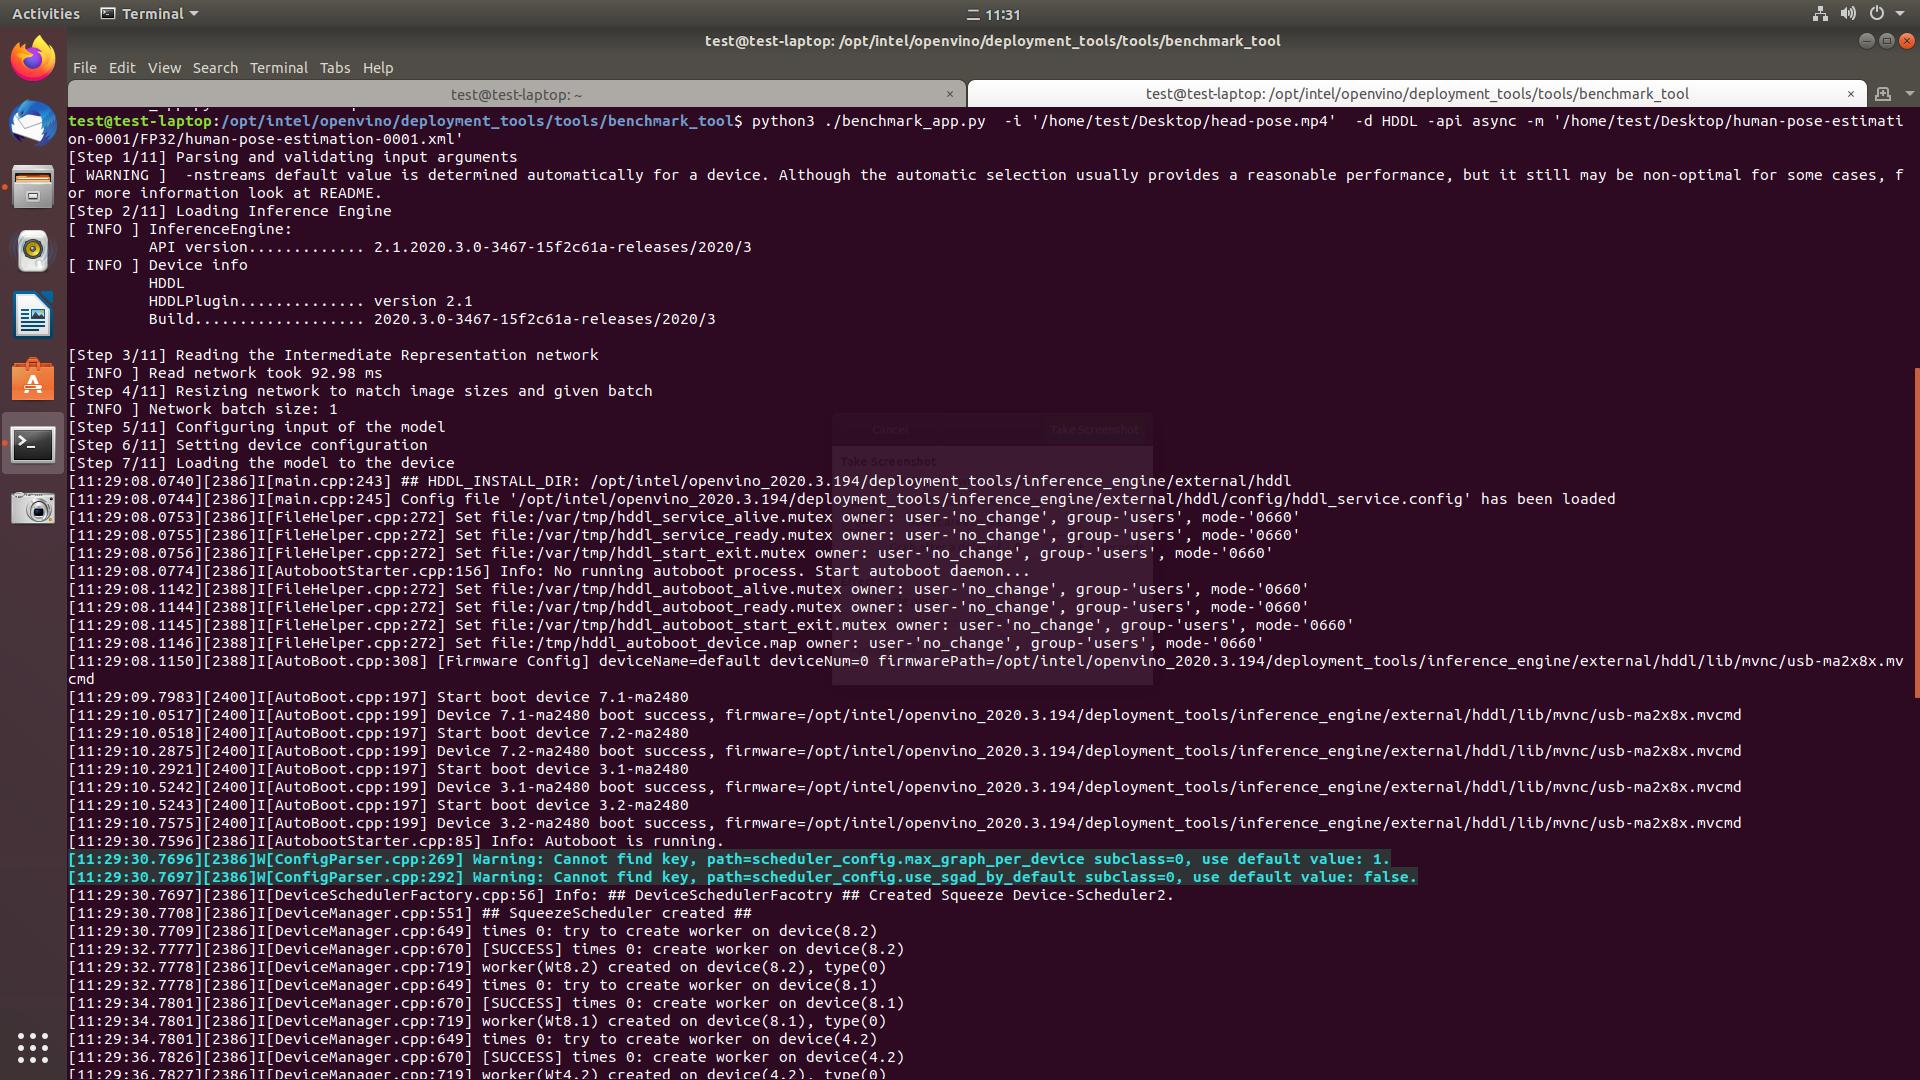 Activities
Terminal
二 11:31
test@test-laptop: /opt/intel/openvino/deployment_tools/tools/benchmark_tool
File Edit View Search Terminal Tabs Help
test@test-laptop: ~ ×
test@test-laptop: /opt/intel/openvino/deployment_tools/tools/benchmark_tool ×
test@test-laptop:/opt/intel/openvino/deployment_tools/tools/benchmark_tool$ python3 ./benchmark_app.py  -i '/home/test/Desktop/head-pose.mp4'  -d HDDL -api async -m '/home/test/Desktop/human-pose-estimati
on-0001/FP32/human-pose-estimation-0001.xml'
[Step 1/11] Parsing and validating input arguments
[ WARNING ]  -nstreams default value is determined automatically for a device. Although the automatic selection usually provides a reasonable performance, but it still may be non-optimal for some cases, f
or more information look at README.
[Step 2/11] Loading Inference Engine
[ INFO ] InferenceEngine:
API version............. 2.1.2020.3.0-3467-15f2c61a-releases/2020/3
[ INFO ] Device info
HDDL
HDDLPlugin.............. version 2.1
Build................... 2020.3.0-3467-15f2c61a-releases/2020/3
[Step 3/11] Reading the Intermediate Representation network
[ INFO ] Read network took 92.98 ms
[Step 4/11] Resizing network to match image sizes and given batch
[ INFO ] Network batch size: 1
[Step 5/11] Configuring input of the model
[Step 6/11] Setting device configuration
[Step 7/11] Loading the model to the device
Cancel Take Screenshot
Take Screenshot
[11:29:08.0740][2386]I[main.cpp:243] ## HDDL_INSTALL_DIR: /opt/intel/openvino_2020.3.194/deployment_tools/inference_engine/external/hddl
[11:29:08.0744][2386]I[main.cpp:245] Config file '/opt/intel/openvino_2020.3.194/deployment_tools/inference_engine/external/hddl/config/hddl_service.config' has been loaded
[11:29:08.0753][2386]I[FileHelper.cpp:272] Set file:/var/tmp/hddl_service_alive.mutex owner: user-'no_change', group-'users', mode-'0660'
[11:29:08.0755][2386]I[FileHelper.cpp:272] Set file:/var/tmp/hddl_service_ready.mutex owner: user-'no_change', group-'users', mode-'0660'
[11:29:08.0756][2386]I[FileHelper.cpp:272] Set file:/var/tmp/hddl_start_exit.mutex owner: user-'no_change', group-'users', mode-'0660'
[11:29:08.0774][2386]I[AutobootStarter.cpp:156] Info: No running autoboot process. Start autoboot daemon...
[11:29:08.1142][2388]I[FileHelper.cpp:272] Set file:/var/tmp/hddl_autoboot_alive.mutex owner: user-'no_change', group-'users', mode-'0660'
[11:29:08.1144][2388]I[FileHelper.cpp:272] Set file:/var/tmp/hddl_autoboot_ready.mutex owner: user-'no_change', group-'users', mode-'0660'
[11:29:08.1145][2388]I[FileHelper.cpp:272] Set file:/var/tmp/hddl_autoboot_start_exit.mutex owner: user-'no_change', group-'users', mode-'0660'
[11:29:08.1146][2388]I[FileHelper.cpp:272] Set file:/tmp/hddl_autoboot_device.map owner: user-'no_change', group-'users', mode-'0660'
[11:29:08.1150][2388]I[AutoBoot.cpp:308] [Firmware Config] deviceName=default deviceNum=0 firmwarePath=/opt/intel/openvino_2020.3.194/deployment_tools/inference_engine/external/hddl/lib/mvnc/usb-ma2x8x.mv
cmd
[11:29:09.7983][2400]I[AutoBoot.cpp:197] Start boot device 7.1-ma2480
[11:29:10.0517][2400]I[AutoBoot.cpp:199] Device 7.1-ma2480 boot success, firmware=/opt/intel/openvino_2020.3.194/deployment_tools/inference_engine/external/hddl/lib/mvnc/usb-ma2x8x.mvcmd
[11:29:10.0518][2400]I[AutoBoot.cpp:197] Start boot device 7.2-ma2480
[11:29:10.2875][2400]I[AutoBoot.cpp:199] Device 7.2-ma2480 boot success, firmware=/opt/intel/openvino_2020.3.194/deployment_tools/inference_engine/external/hddl/lib/mvnc/usb-ma2x8x.mvcmd
[11:29:10.2921][2400]I[AutoBoot.cpp:197] Start boot device 3.1-ma2480
[11:29:10.5242][2400]I[AutoBoot.cpp:199] Device 3.1-ma2480 boot success, firmware=/opt/intel/openvino_2020.3.194/deployment_tools/inference_engine/external/hddl/lib/mvnc/usb-ma2x8x.mvcmd
[11:29:10.5243][2400]I[AutoBoot.cpp:197] Start boot device 3.2-ma2480
[11:29:10.7575][2400]I[AutoBoot.cpp:199] Device 3.2-ma2480 boot success, firmware=/opt/intel/openvino_2020.3.194/deployment_tools/inference_engine/external/hddl/lib/mvnc/usb-ma2x8x.mvcmd
[11:29:30.7596][2386]I[AutobootStarter.cpp:85] Info: Autoboot is running.
[11:29:30.7696][2386]W[ConfigParser.cpp:269] Warning: Cannot find key, path=scheduler_config.max_graph_per_device subclass=0, use default value: 1.
[11:29:30.7697][2386]W[ConfigParser.cpp:292] Warning: Cannot find key, path=scheduler_config.use_sgad_by_default subclass=0, use default value: false.
[11:29:30.7697][2386]I[DeviceSchedulerFactory.cpp:56] Info: ## DeviceSchedulerFacotry ## Created Squeeze Device-Scheduler2.
[11:29:30.7708][2386]I[DeviceManager.cpp:551] ## SqueezeScheduler created ##
[11:29:30.7709][2386]I[DeviceManager.cpp:649] times 0: try to create worker on device(8.2)
[11:29:32.7777][2386]I[DeviceManager.cpp:670] [SUCCESS] times 0: create worker on device(8.2)
[11:29:32.7778][2386]I[DeviceManager.cpp:719] worker(Wt8.2) created on device(8.2), type(0)
[11:29:32.7778][2386]I[DeviceManager.cpp:649] times 0: try to create worker on device(8.1)
[11:29:34.7801][2386]I[DeviceManager.cpp:670] [SUCCESS] times 0: create worker on device(8.1)
[11:29:34.7801][2386]I[DeviceManager.cpp:719] worker(Wt8.1) created on device(8.1), type(0)
[11:29:34.7801][2386]I[DeviceManager.cpp:649] times 0: try to create worker on device(4.2)
[11:29:36.7826][2386]I[DeviceManager.cpp:670] [SUCCESS] times 0: create worker on device(4.2)
[11:29:36.7827][2386]I[DeviceManager.cpp:719] worker(Wt4.2) created on device(4.2), type(0)